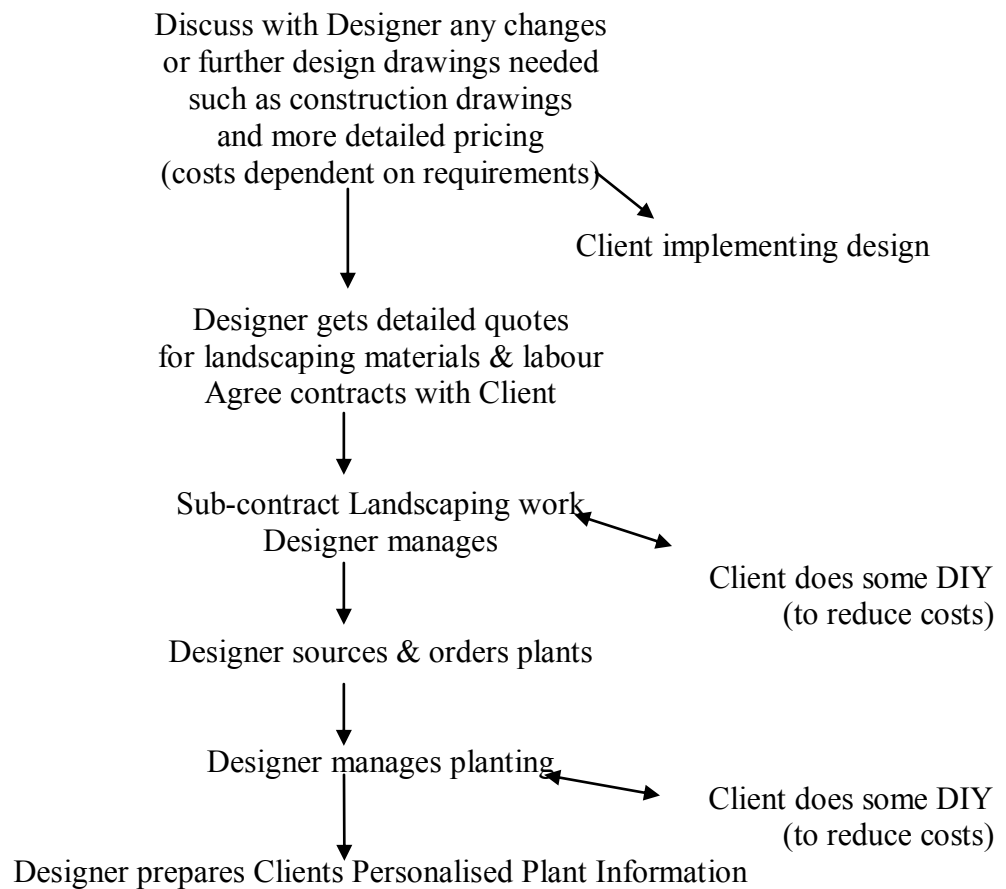 Discuss with Designer any changes
or further design drawings needed
such as construction drawings
and more detailed pricing
(costs dependent on requirements)
Client implementing design
Designer gets detailed quotes
for landscaping materials & labour
Agree contracts with Client
Sub-contract Landscaping work
Designer manages
Client does some DIY
(to reduce costs)
Designer sources & orders plants
Designer manages planting
Client does some DIY
(to reduce costs)
Designer prepares Clients Personalised Plant Information